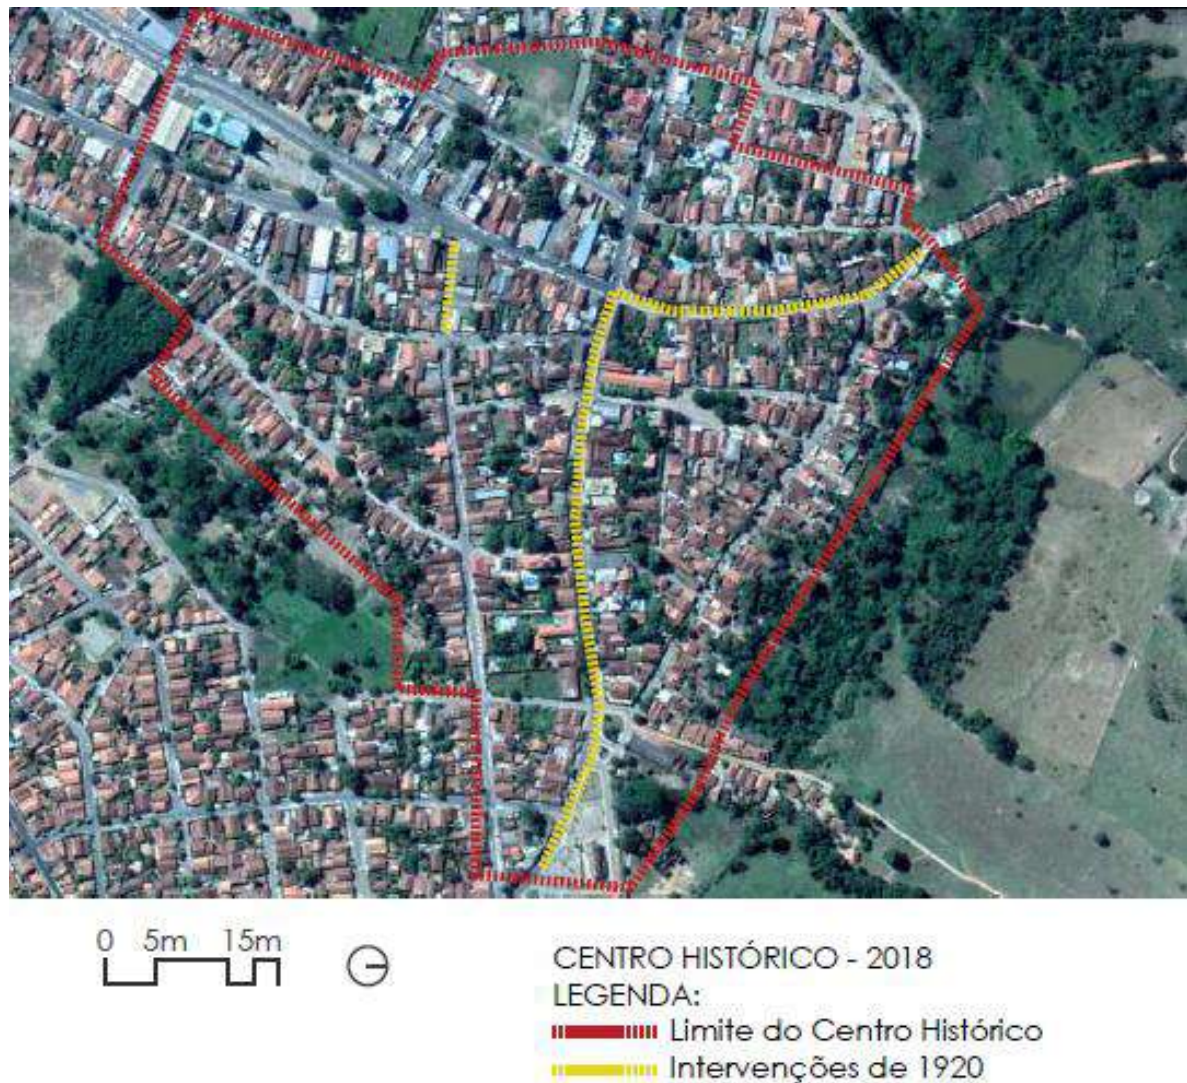 0 5m 15m
CENTRO HISTÓRICO - 2018
LEGENDA:
Limite do Centro Histórico
Intervenções de 1920